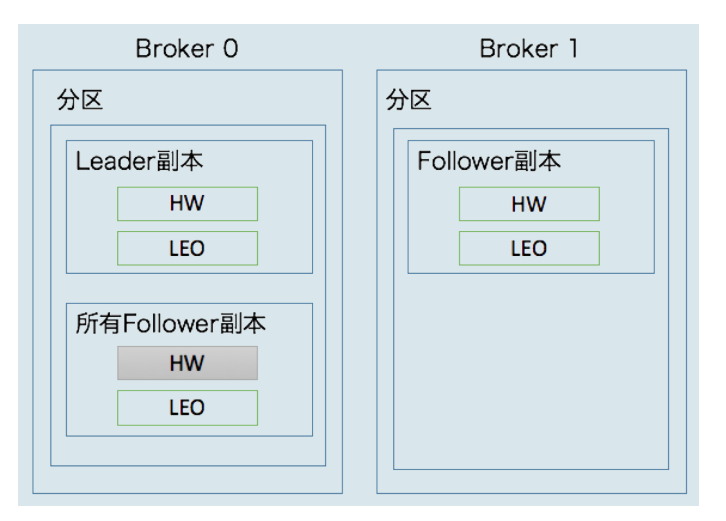 Broker 0
分区
Leader副本
HW
LEO
所有Follower副本
HW
LEO
Broker 1
分区
Follower副本
HW
LEO